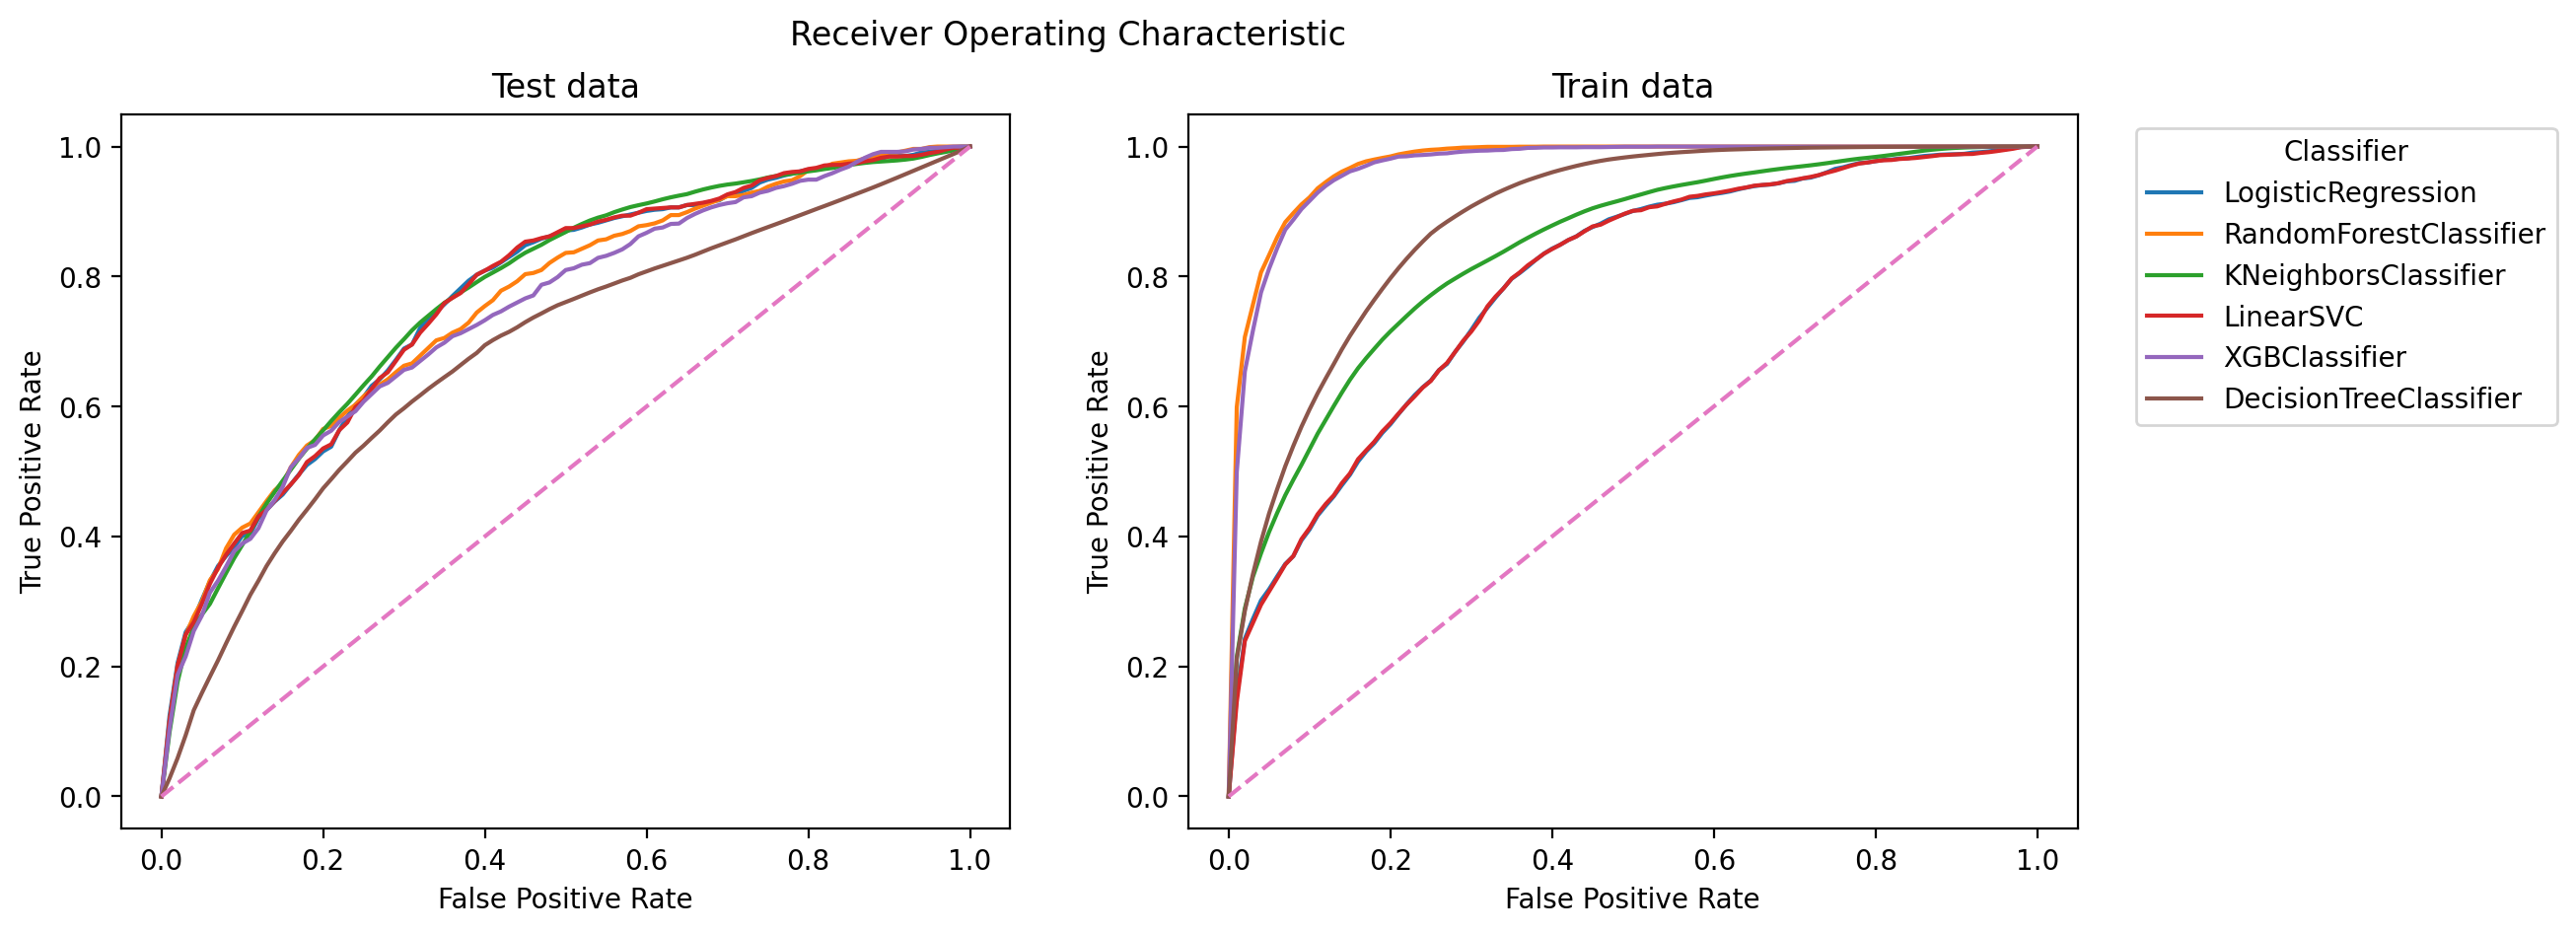 Receiver Operating Characteristic
Test data
True Positive Rate
1.0
0.8
0.6
0.4
0.2
0.0
0.0 0.2 0.4 0.6 0.8 1.0
False Positive Rate
Train data
True Positive Rate
1.0
0.8
0.6
0.4
0.2
0.0
0.0 0.2 0.4 0.6 0.8 1.0
False Positive Rate
Classifier
LogisticRegression
RandomForestClassifier
KNeighborsClassifier
LinearSVC
XGBClassifier
DecisionTreeClassifier